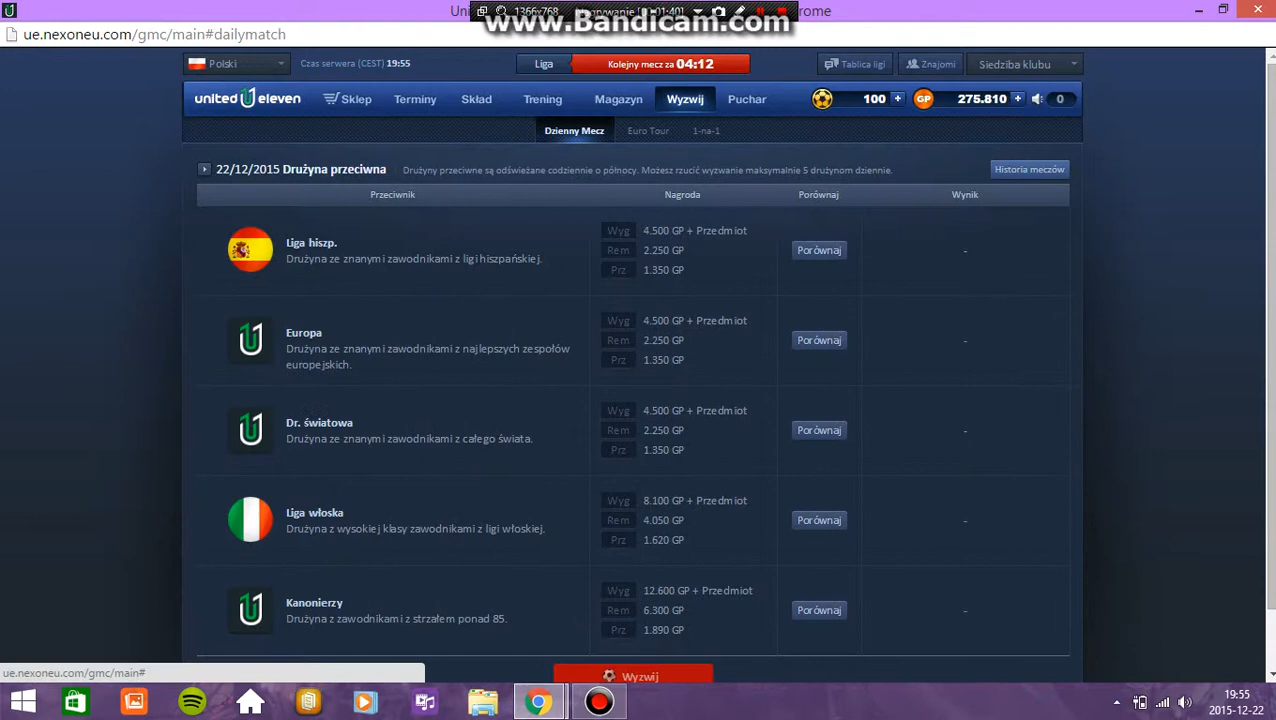 Uni
1366x768
Nagrywanie [00:01:40]
rome
www.Bandicam.com
ue.nexoneu.com/gmc/main#dailymatch
Polski
Czas serwera (CEST) 19:55
Liga
Kolejny mecz za 04:12
Tablica ligi
Znajomi
Siedziba klubu
united eleven
Sklep
Terminy
Skład
Trening
Magazyn
Wyzwij
Puchar
100 +
GP 275.810 +
0
Dzienny Mecz
Euro Tour
1-na-1
22/12/2015 Drużyna przeciwna
Drużyny przeciwne są odświeżane codziennie o północy. Możesz rzucić wyzwanie maksymalnie 5 drużynom dziennie.
Historia meczów
Przeciwnik
Nagroda
Porównaj
Wynik
Liga hiszp.
Drużyna ze znanymi zawodnikami z ligi hiszpańskiej.
Wyg 4.500 GP + Przedmiot
Rem 2.250 GP
Prz 1.350 GP
Porównaj
-
Europa
Drużyna ze znanymi zawodnikami z najlepszych zespołów
europejskich.
Wyg 4.500 GP + Przedmiot
Rem 2.250 GP
Prz 1.350 GP
Porównaj
-
Dr. światowa
Drużyna ze znanymi zawodnikami z całego świata.
Wyg 4.500 GP + Przedmiot
Rem 2.250 GP
Prz 1.350 GP
Porównaj
-
Liga włoska
Drużyna z wysokiej klasy zawodnikami z ligi włoskiej.
Wyg 8.100 GP + Przedmiot
Rem 4.050 GP
Prz 1.620 GP
Porównaj
-
Kanonierzy
Drużyna z zawodnikami z strzałem ponad 85.
Wyg 12.600 GP + Przedmiot
Rem 6.300 GP
Prz 1.890 GP
Porównaj
-
ue.nexoneu.com/gmc/main#
Wyzwij
19:55
2015-12-22